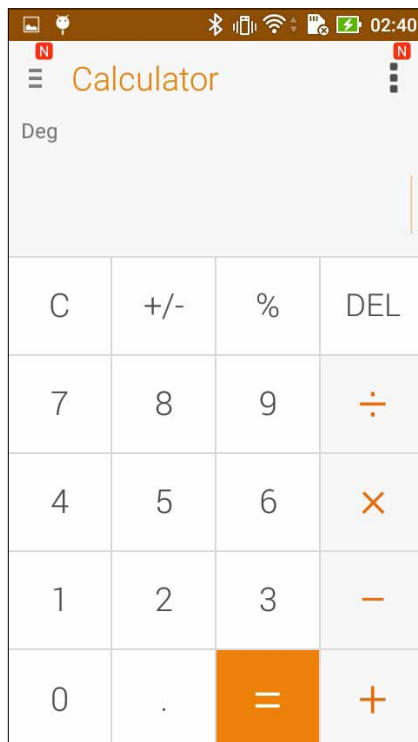 02:40
N N
Calculator
Deg
C +/- % DEL
7 8 9 ÷
4 5 6 ×
1 2 3 −
0 . = +